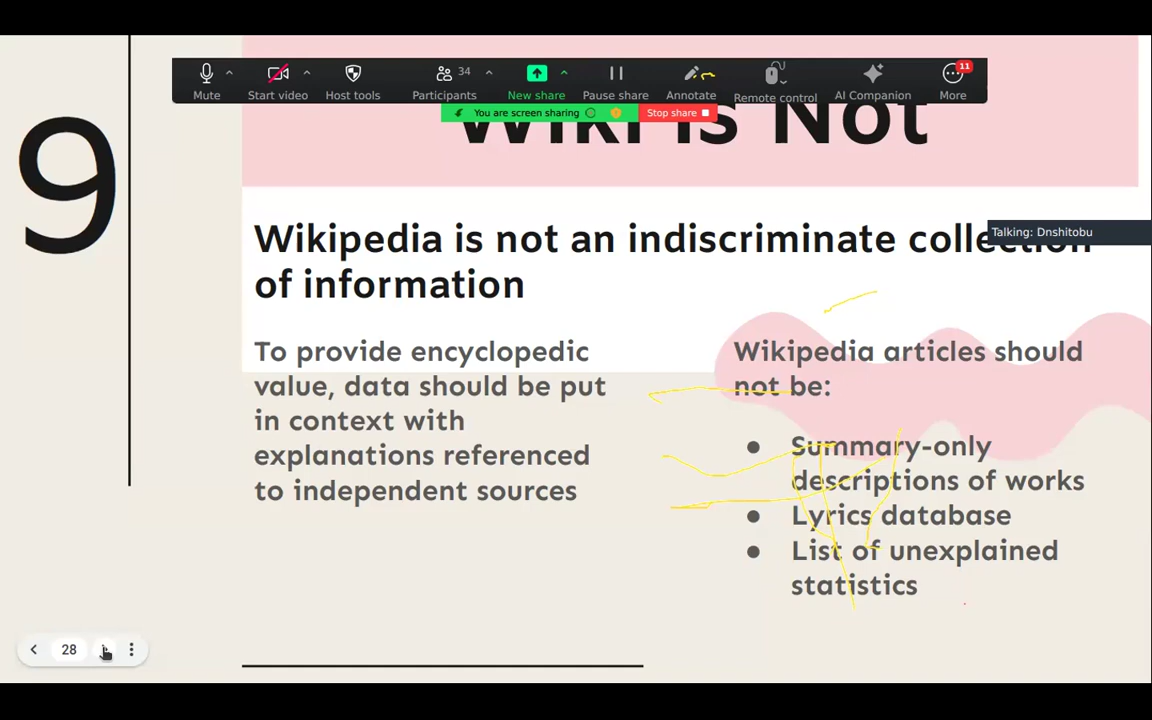 Mute
Start video
Host tools
Participants 34
New share
Pause share
Annotate
Remote control
AI Companion
More 11
You are screen sharing
Stop share
Wiki is Not
9
Talking: Dnshitobu
Wikipedia is not an indiscriminate collection
of information
To provide encyclopedic
value, data should be put
in context with
explanations referenced
to independent sources
Wikipedia articles should
not be:
● Summary-only
descriptions of works
● Lyrics database
● List of unexplained
statistics
28